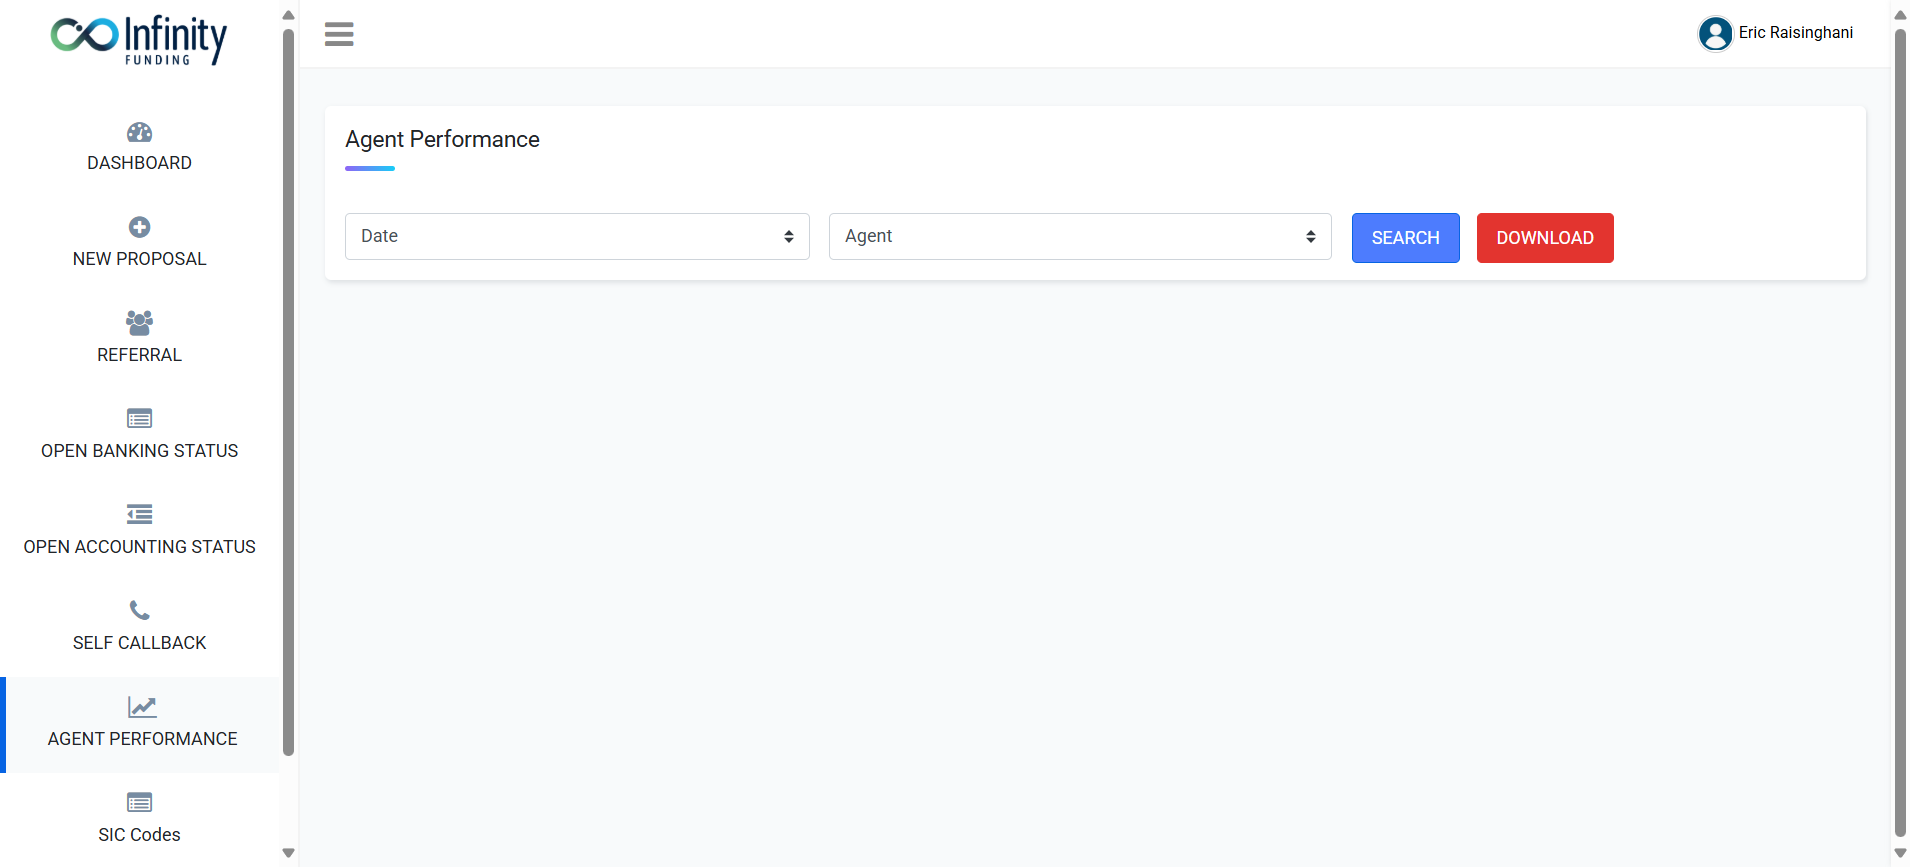 Infinity
FUNDING
Eric Raisinghani
DASHBOARD
NEW PROPOSAL
REFERRAL
OPEN BANKING STATUS
OPEN ACCOUNTING STATUS
SELF CALLBACK
AGENT PERFORMANCE
SIC Codes
Agent Performance
Date
Agent
SEARCH
DOWNLOAD